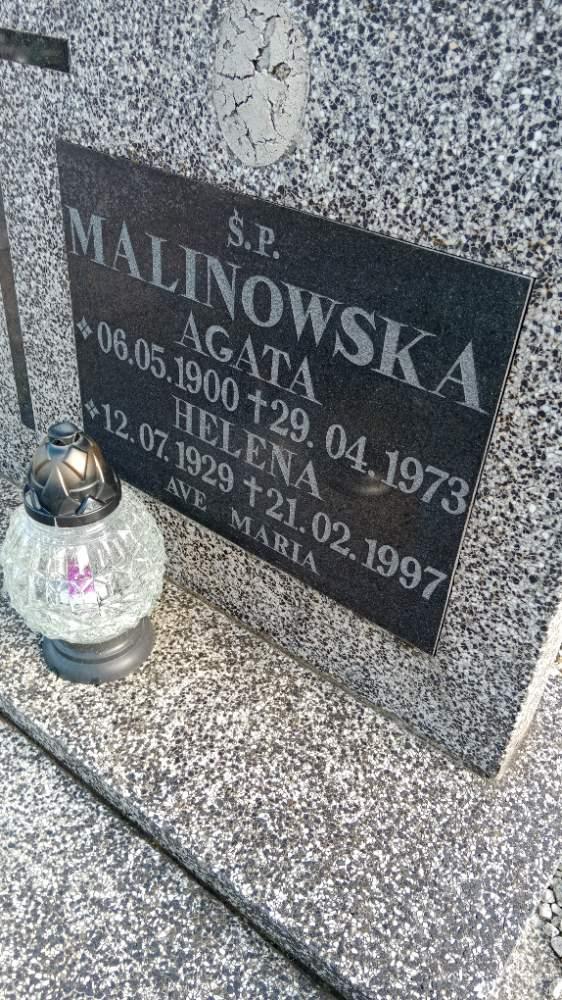 Ś.P.
MALINOWSKA
AGATA
06.05.1900 ✝ 29.04.1973
HELENA
12.07.1929 ✝ 21.02.1997
AVE MARIA